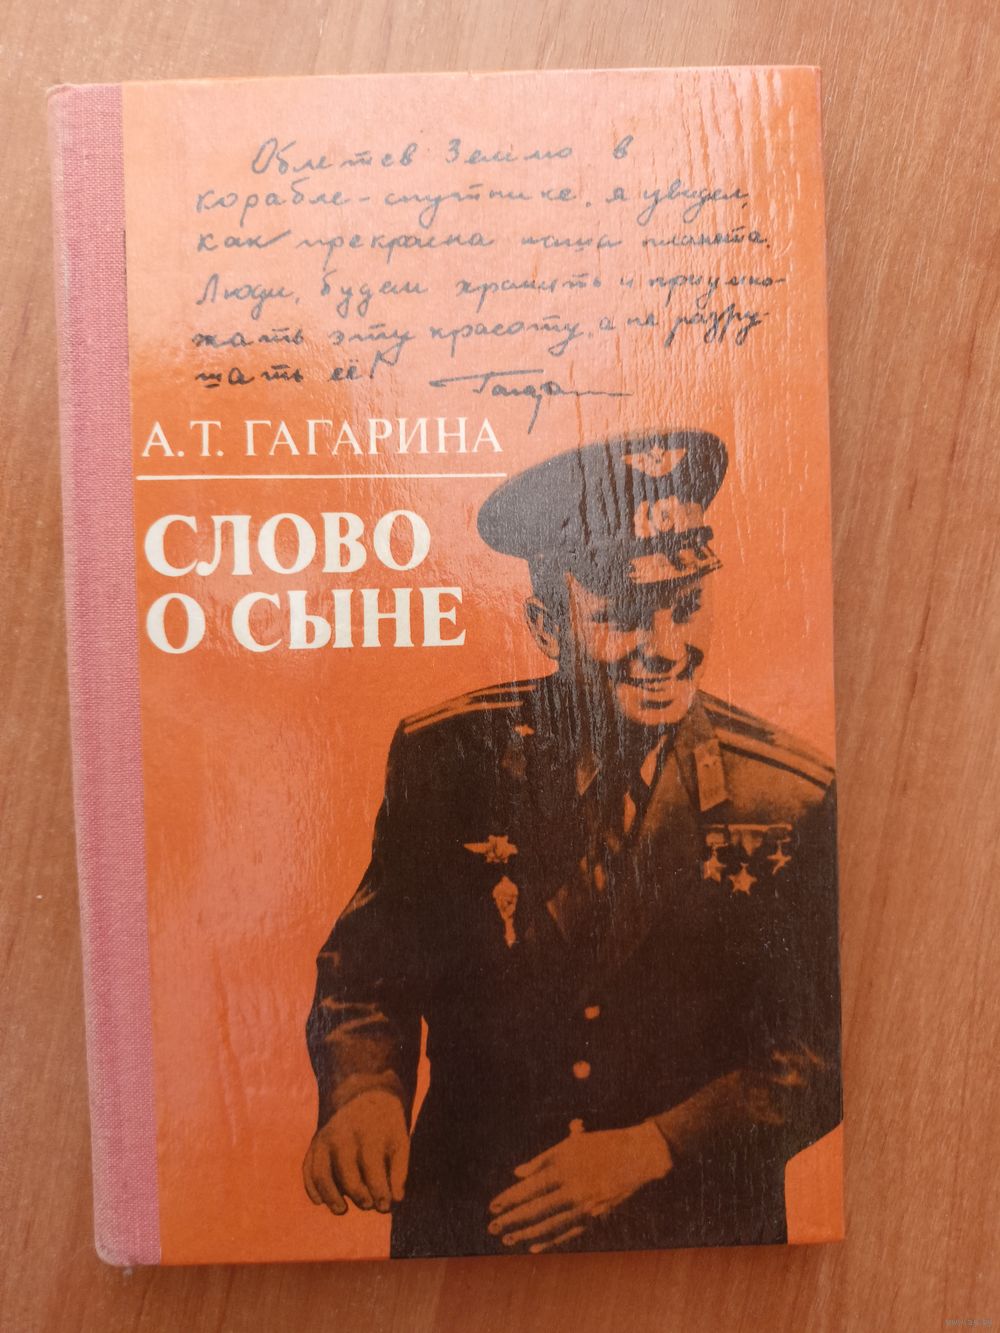 Облетев Землю в
корабле-спутнике, я увидел,
как прекрасна наша планета.
Люди, будем хранить и приумно-
жать эту красоту, а не разру-
шать её!
Гагарин
А.Т. ГАГАРИНА
СЛОВО
О СЫНЕ